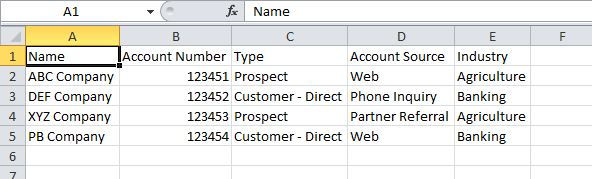 A1 fx Name
A B C D E F
1 Name Account Number Type Account Source Industry
2 ABC Company 123451 Prospect Web Agriculture
3 DEF Company 123452 Customer - Direct Phone Inquiry Banking
4 XYZ Company 123453 Prospect Partner Referral Agriculture
5 PB Company 123454 Customer - Direct Web Banking
6
7